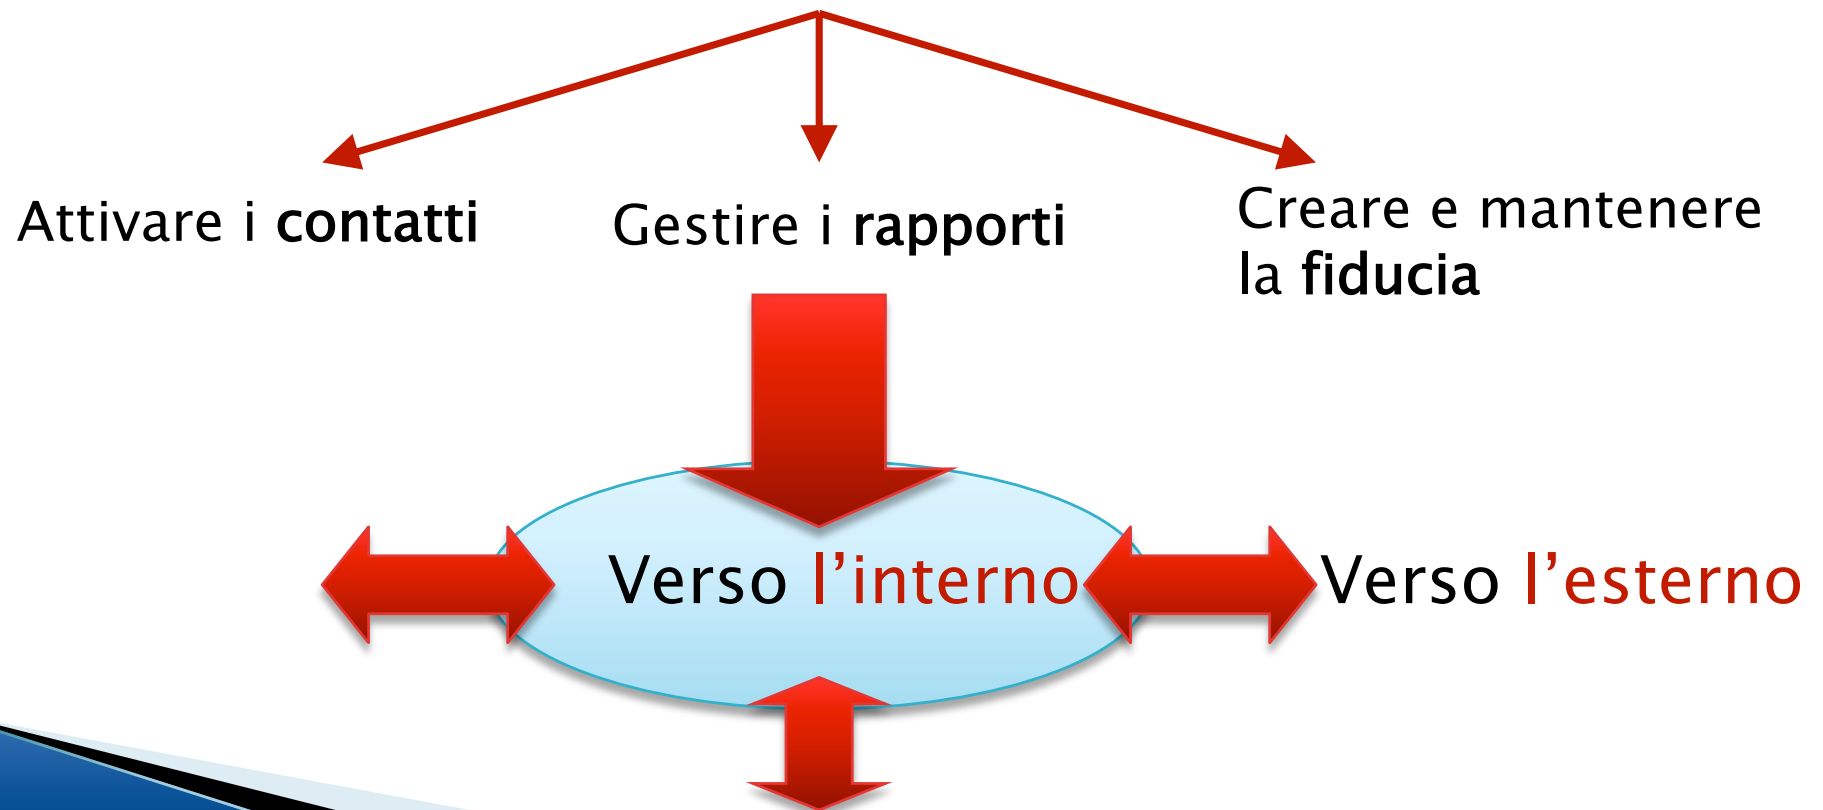 Attivare i contatti
Gestire i rapporti
Creare e mantenere
la fiducia
Verso l’interno
Verso l’esterno